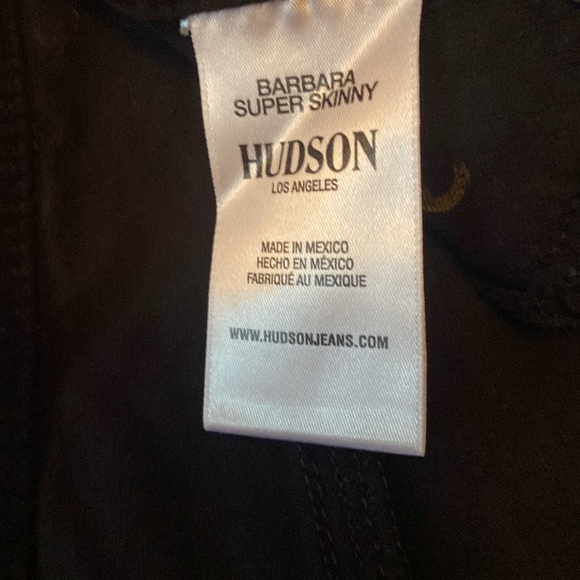 BARBARA
SUPER SKINNY
HUDSON
LOS ANGELES
MADE IN MEXICO
HECHO EN MÉXICO
FABRIQUÉ AU MEXIQUE
WWW.HUDSONJEANS.COM